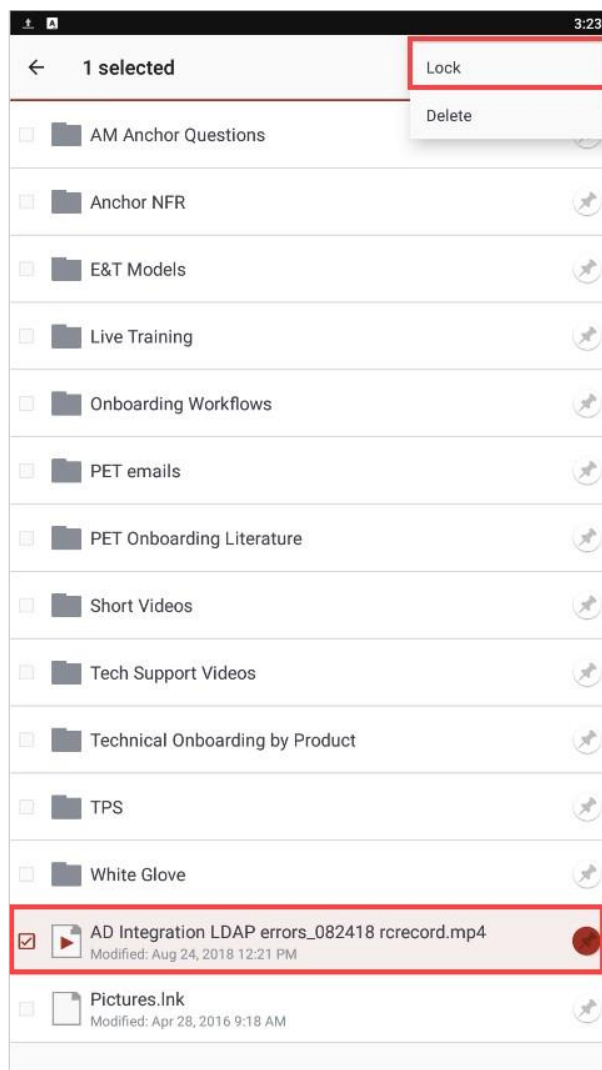 3:23
1 selected
Lock
Delete
AM Anchor Questions
Anchor NFR
E&T Models
Live Training
Onboarding Workflows
PET emails
PET Onboarding Literature
Short Videos
Tech Support Videos
Technical Onboarding by Product
TPS
White Glove
AD Integration LDAP errors_082418 rcrecord.mp4
Modified: Aug 24, 2018 12:21 PM
Pictures.lnk
Modified: Apr 28, 2016 9:18 AM